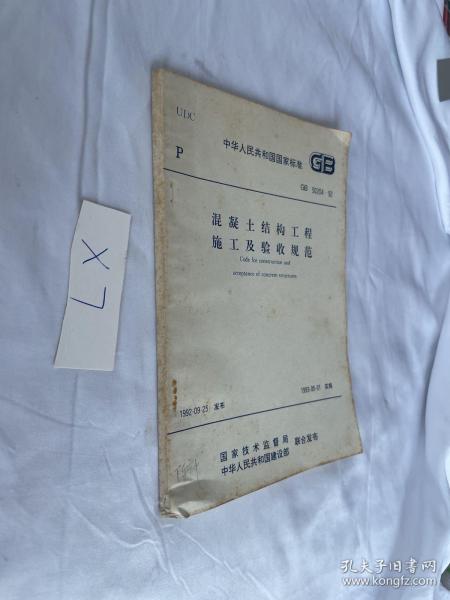 UDC
中华人民共和国国家标准
GB
P
GB 50204-92
混凝土结构工程
施工及验收规范
Code for construction and
acceptance of concrete structures
1992-09-25 发布
1993-05-01 实施
国家技术监督局
中华人民共和国建设部
联合发布
LX
孔夫子旧书网
www.kongfz.com